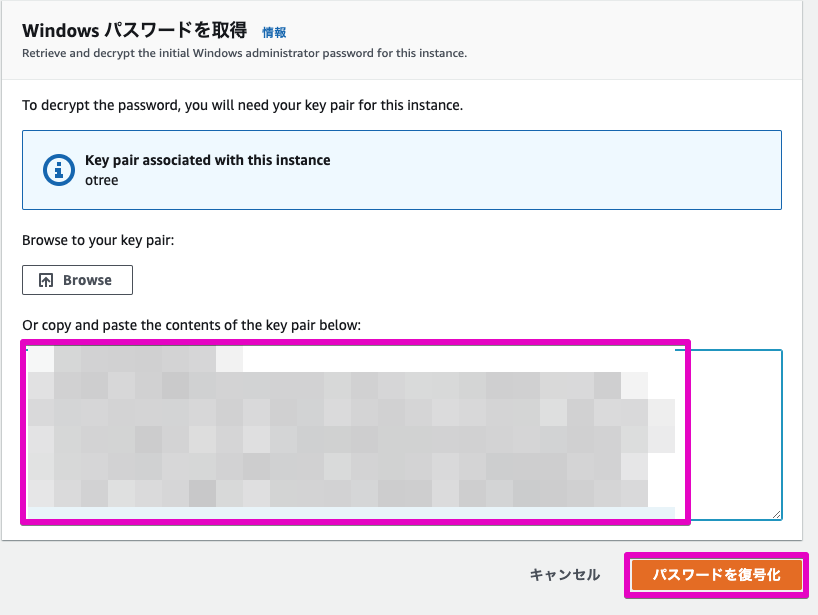 Windows パスワードを取得 情報
Retrieve and decrypt the initial Windows administrator password for this instance.
To decrypt the password, you will need your key pair for this instance.
Key pair associated with this instance
otree
Browse to your key pair:
Browse
Or copy and paste the contents of the key pair below:
キャンセル パスワードを復号化